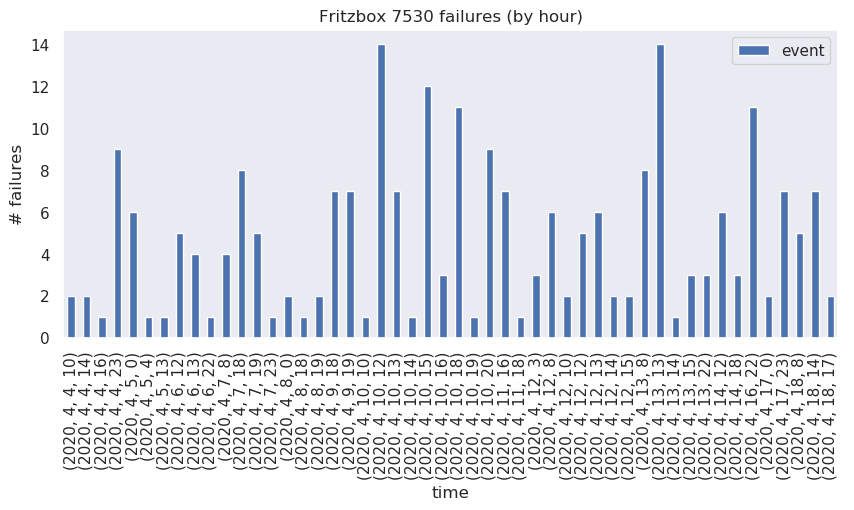 Fritzbox 7530 failures (by hour)
event
# failures
14
12
10
8
6
4
2
0
(2020, 4, 4, 10)
(2020, 4, 4, 14)
(2020, 4, 4, 16)
(2020, 4, 4, 23)
(2020, 4, 5, 0)
(2020, 4, 5, 4)
(2020, 4, 5, 13)
(2020, 4, 6, 12)
(2020, 4, 6, 13)
(2020, 4, 6, 22)
(2020, 4, 7, 8)
(2020, 4, 7, 18)
(2020, 4, 7, 19)
(2020, 4, 7, 23)
(2020, 4, 8, 0)
(2020, 4, 8, 18)
(2020, 4, 8, 19)
(2020, 4, 9, 18)
(2020, 4, 9, 19)
(2020, 4, 10, 10)
(2020, 4, 10, 12)
(2020, 4, 10, 13)
(2020, 4, 10, 14)
(2020, 4, 10, 15)
(2020, 4, 10, 16)
(2020, 4, 10, 18)
(2020, 4, 10, 19)
(2020, 4, 10, 20)
(2020, 4, 11, 16)
(2020, 4, 11, 18)
(2020, 4, 12, 3)
(2020, 4, 12, 8)
(2020, 4, 12, 10)
(2020, 4, 12, 12)
(2020, 4, 12, 13)
(2020, 4, 12, 14)
(2020, 4, 12, 15)
(2020, 4, 13, 8)
(2020, 4, 13, 13)
(2020, 4, 13, 14)
(2020, 4, 13, 15)
(2020, 4, 13, 22)
(2020, 4, 14, 12)
(2020, 4, 14, 18)
(2020, 4, 16, 22)
(2020, 4, 17, 0)
(2020, 4, 17, 23)
(2020, 4, 18, 8)
(2020, 4, 18, 14)
(2020, 4, 18, 17)
time